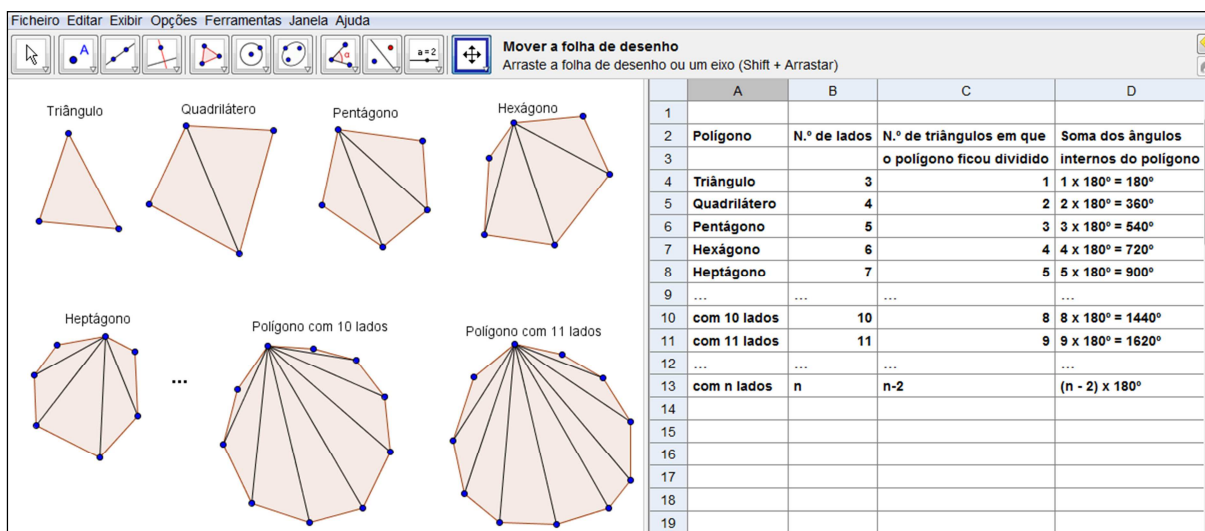 Ficheiro Editar Exibir Opções Ferramentas Janela Ajuda
A
α
a=2
Mover a folha de desenho
Arraste a folha de desenho ou um eixo (Shift + Arrastar)
Triângulo
Quadrilátero
Pentágono
Hexágono
Heptágono
...
Polígono com 10 lados
Polígono com 11 lados
A B C D
1
2 Polígono N.º de lados N.º de triângulos em que Soma dos ângulos
3 o polígono ficou dividido internos do polígono
4 Triângulo 3 1 1 x 180º = 180º
5 Quadrilátero 4 2 2 x 180º = 360º
6 Pentágono 5 3 3 x 180º = 540º
7 Hexágono 6 4 4 x 180º = 720º
8 Heptágono 7 5 5 x 180º = 900º
9 ... ... ... ...
10 com 10 lados 10 8 8 x 180º = 1440º
11 com 11 lados 11 9 9 x 180º = 1620º
12 ... ... ... ...
13 com n lados n n-2 (n - 2) x 180º
14
15
16
17
18
19